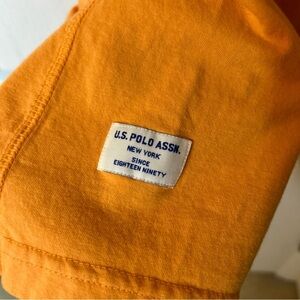 U.S. POLO ASSN.
NEW YORK
SINCE
EIGHTEEN NINETY